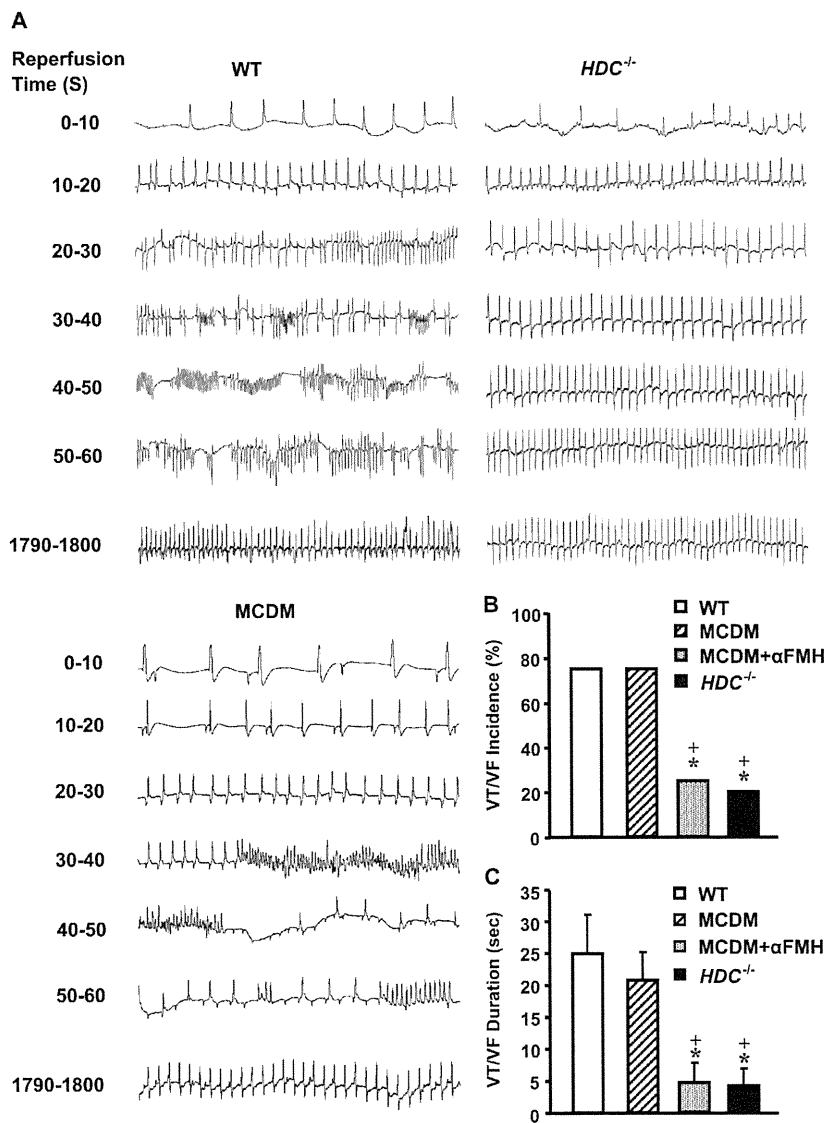 A
Reperfusion
Time (S)
WT
HDC-/-
0-10
10-20
20-30
30-40
40-50
50-60
1790-1800
MCDM
0-10
10-20
20-30
30-40
40-50
50-60
1790-1800
B
VT/VF Incidence (%)
100
80
60
40
20
0
WT
MCDM
MCDM+αFMH
HDC-/-
+
*
+
*
C
VT/VF Duration (sec)
35
30
25
20
15
10
5
0
WT
MCDM
MCDM+αFMH
HDC-/-
+
*
+
*